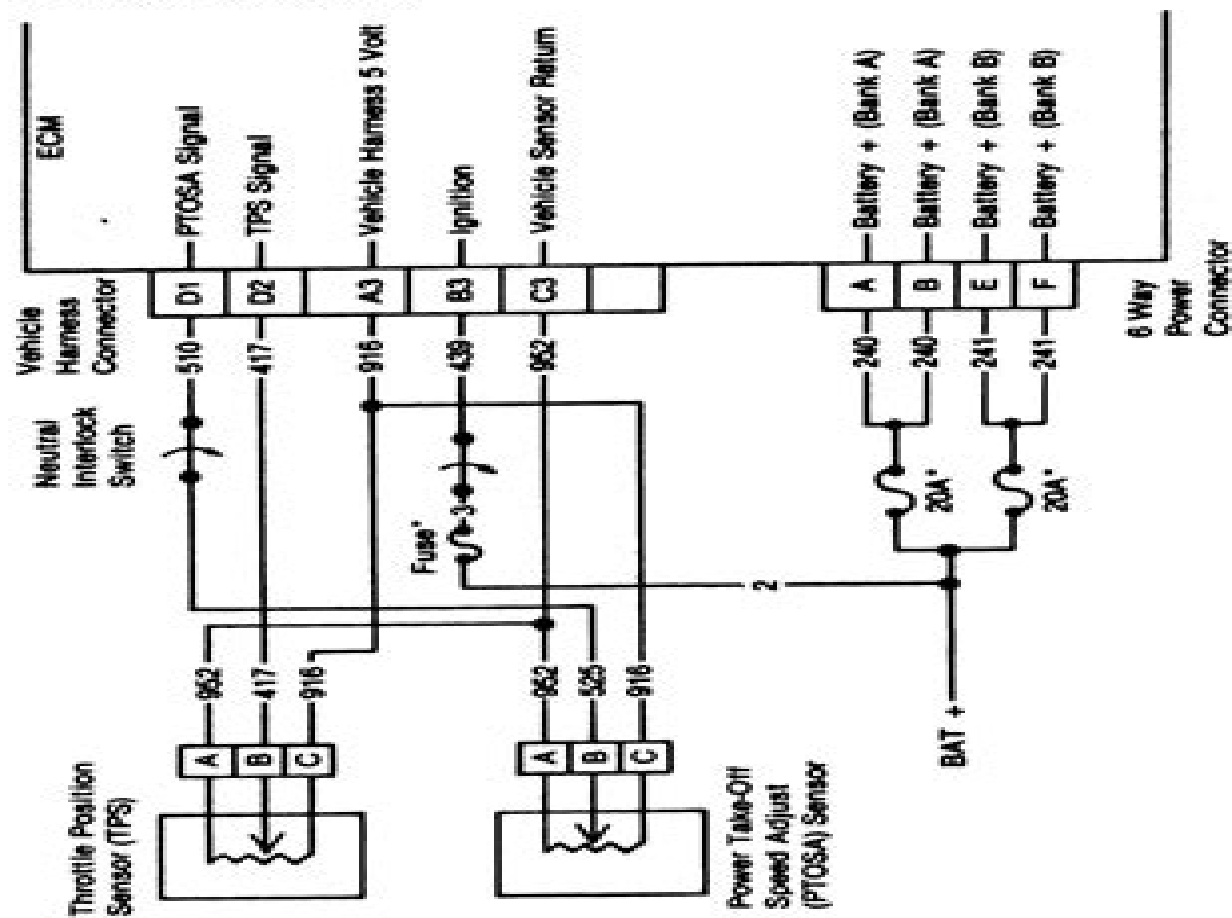 ECM
Vehicle
Harness
Connector
Neutral
Interlock
Switch
Throttle Position
Sensor (TPS)
A 952
B 417
C 916
510 D1 PTOSA Signal
417 D2 TPS Signal
916 A3 Vehicle Harness 5 Volt
Fuse* 3 439 B3 Ignition
952 C3 Vehicle Sensor Return
A 952
B 525
C 916
Power Take-Off
Speed Adjust
(PTOSA) Sensor
2
BAT +
20A*
20A*
240 A Battery + (Bank A)
240 B Battery + (Bank A)
241 E Battery + (Bank B)
241 F Battery + (Bank B)
6 Way
Power
Connector